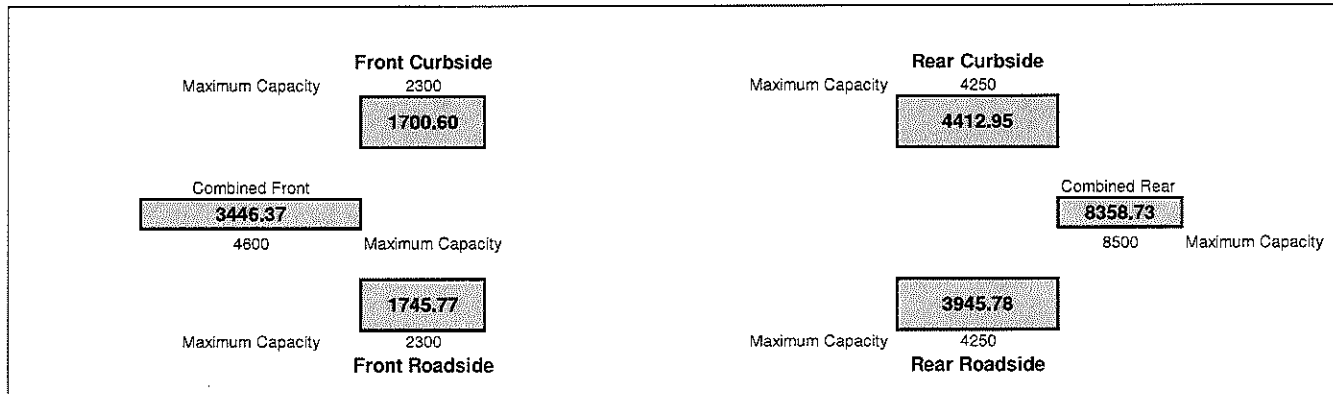 Front Curbside
Maximum Capacity 2300
1700.60
Rear Curbside
Maximum Capacity 4250
4412.95
Combined Front
3446.37
4600 Maximum Capacity
Combined Rear
8358.73
8500 Maximum Capacity
1745.77
Maximum Capacity 2300
Front Roadside
3945.78
Maximum Capacity 4250
Rear Roadside